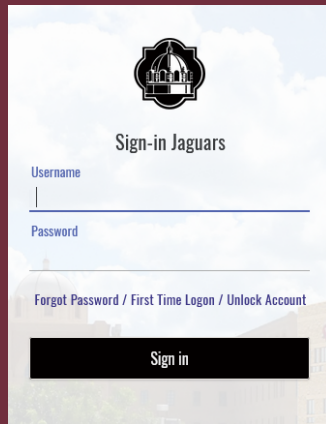 Sign-in Jaguars
Username
Password
Forgot Password / First Time Logon / Unlock Account
Sign in